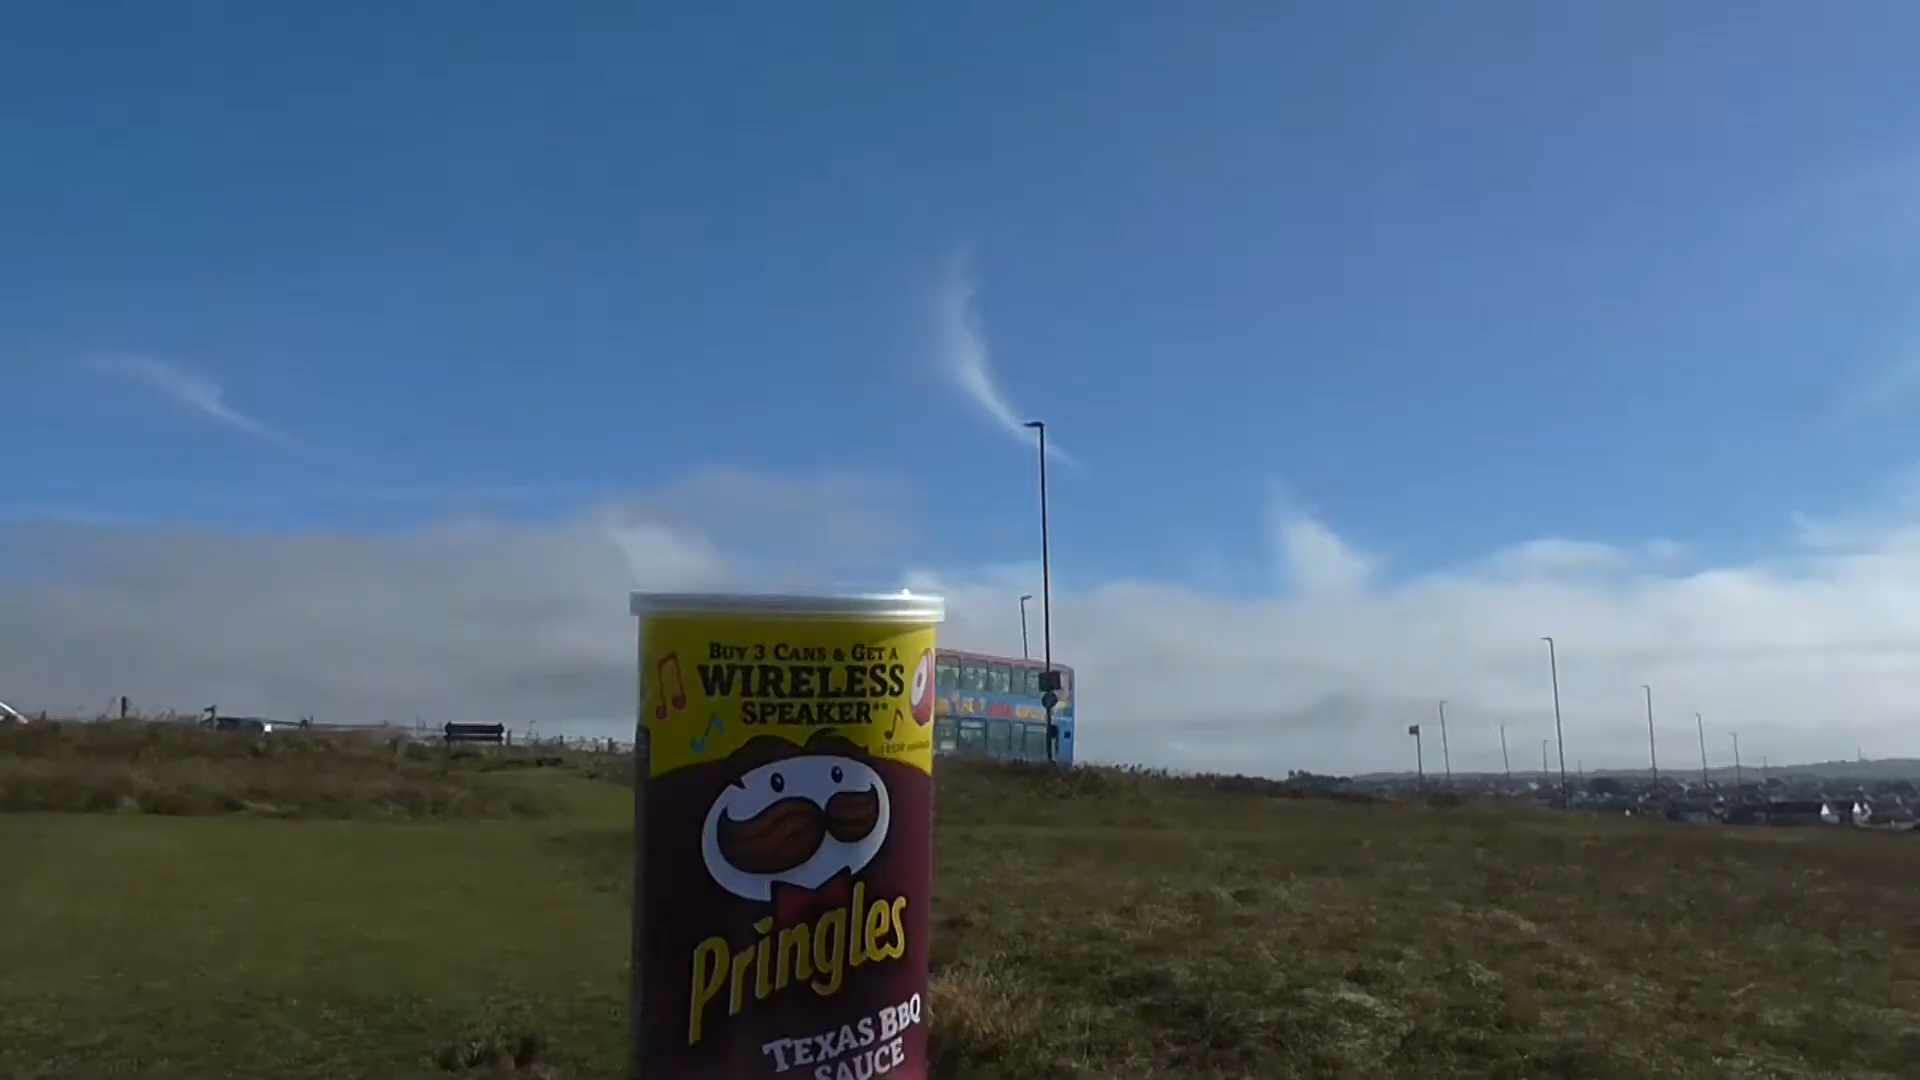 BUY 3 CANS & GET A
WIRELESS
SPEAKER**
Pringles
TEXAS BBQ
SAUCE